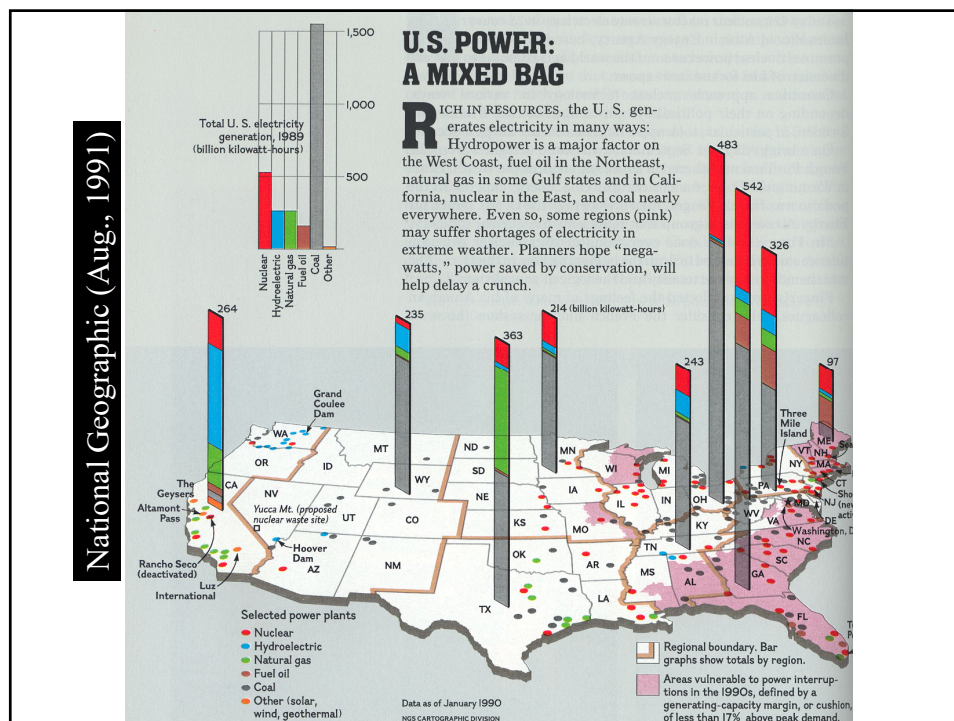 National Geographic (Aug., 1991)
U.S. POWER:
A MIXED BAG
RICH IN RESOURCES, the U. S. gen-
erates electricity in many ways:
Hydropower is a major factor on
the West Coast, fuel oil in the Northeast,
natural gas in some Gulf states and in Cali-
fornia, nuclear in the East, and coal nearly
everywhere. Even so, some regions (pink)
may suffer shortages of electricity in
extreme weather. Planners hope “nega-
watts,” power saved by conservation, will
help delay a crunch.
1,500
1,000
500
Total U. S. electricity
generation, 1989
(billion kilowatt-hours)
Nuclear
Hydroelectric
Natural gas
Fuel oil
Coal
Other
264
235
363
214 (billion kilowatt-hours)
243
483
542
326
97
Grand
Coulee
Dam
Three
Mile
Island
The
Geysers
Altamont
Pass
Rancho Seco
(deactivated)
Luz
International
Yucca Mt. (proposed
nuclear waste site)
Hoover
Dam
Washington, D
WA
OR
CA
NV
ID
MT
WY
UT
CO
AZ
NM
ND
SD
NE
KS
OK
TX
MN
IA
MO
AR
LA
WI
IL
MI
IN
OH
KY
TN
MS
AL
GA
FL
SC
NC
VA
WV
PA
NY
VT
NH
ME
MA
CT
NJ
DE
MD
Sho
(nev
acti
Selected power plants
Nuclear
Hydroelectric
Natural gas
Fuel oil
Coal
Other (solar,
wind, geothermal)
Data as of January 1990
NGS CARTOGRAPHIC DIVISION
Regional boundary. Bar
graphs show totals by region.
Areas vulnerable to power interrup-
tions in the 1990s, defined by a
generating-capacity margin, or cushion,
of less than 17% above peak demand.